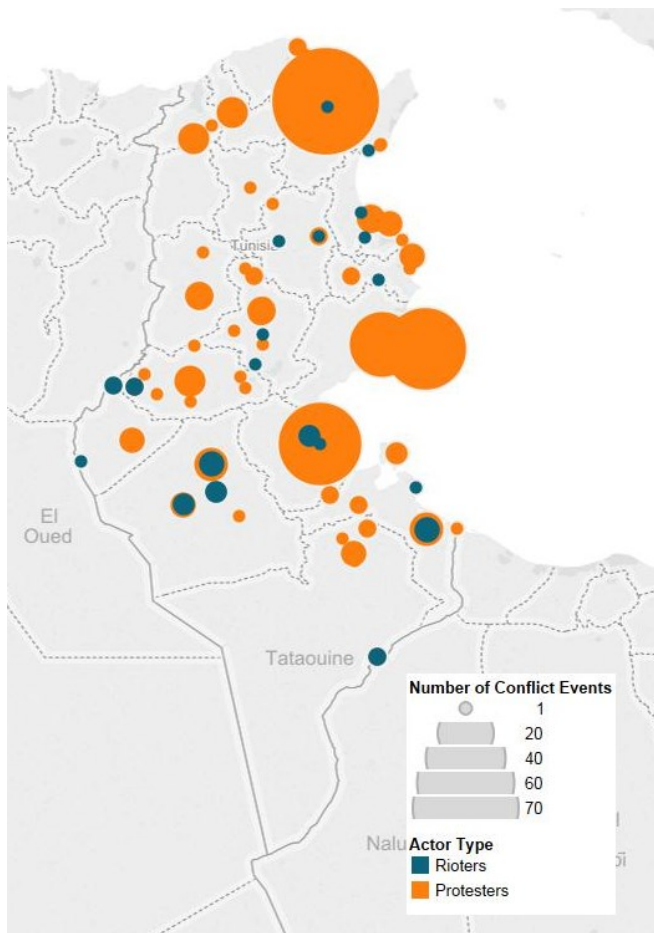 Tunisia
El
Oued
Tataouine
Number of Conflict Events
1
20
40
60
70
Actor Type
Rioters
Protesters